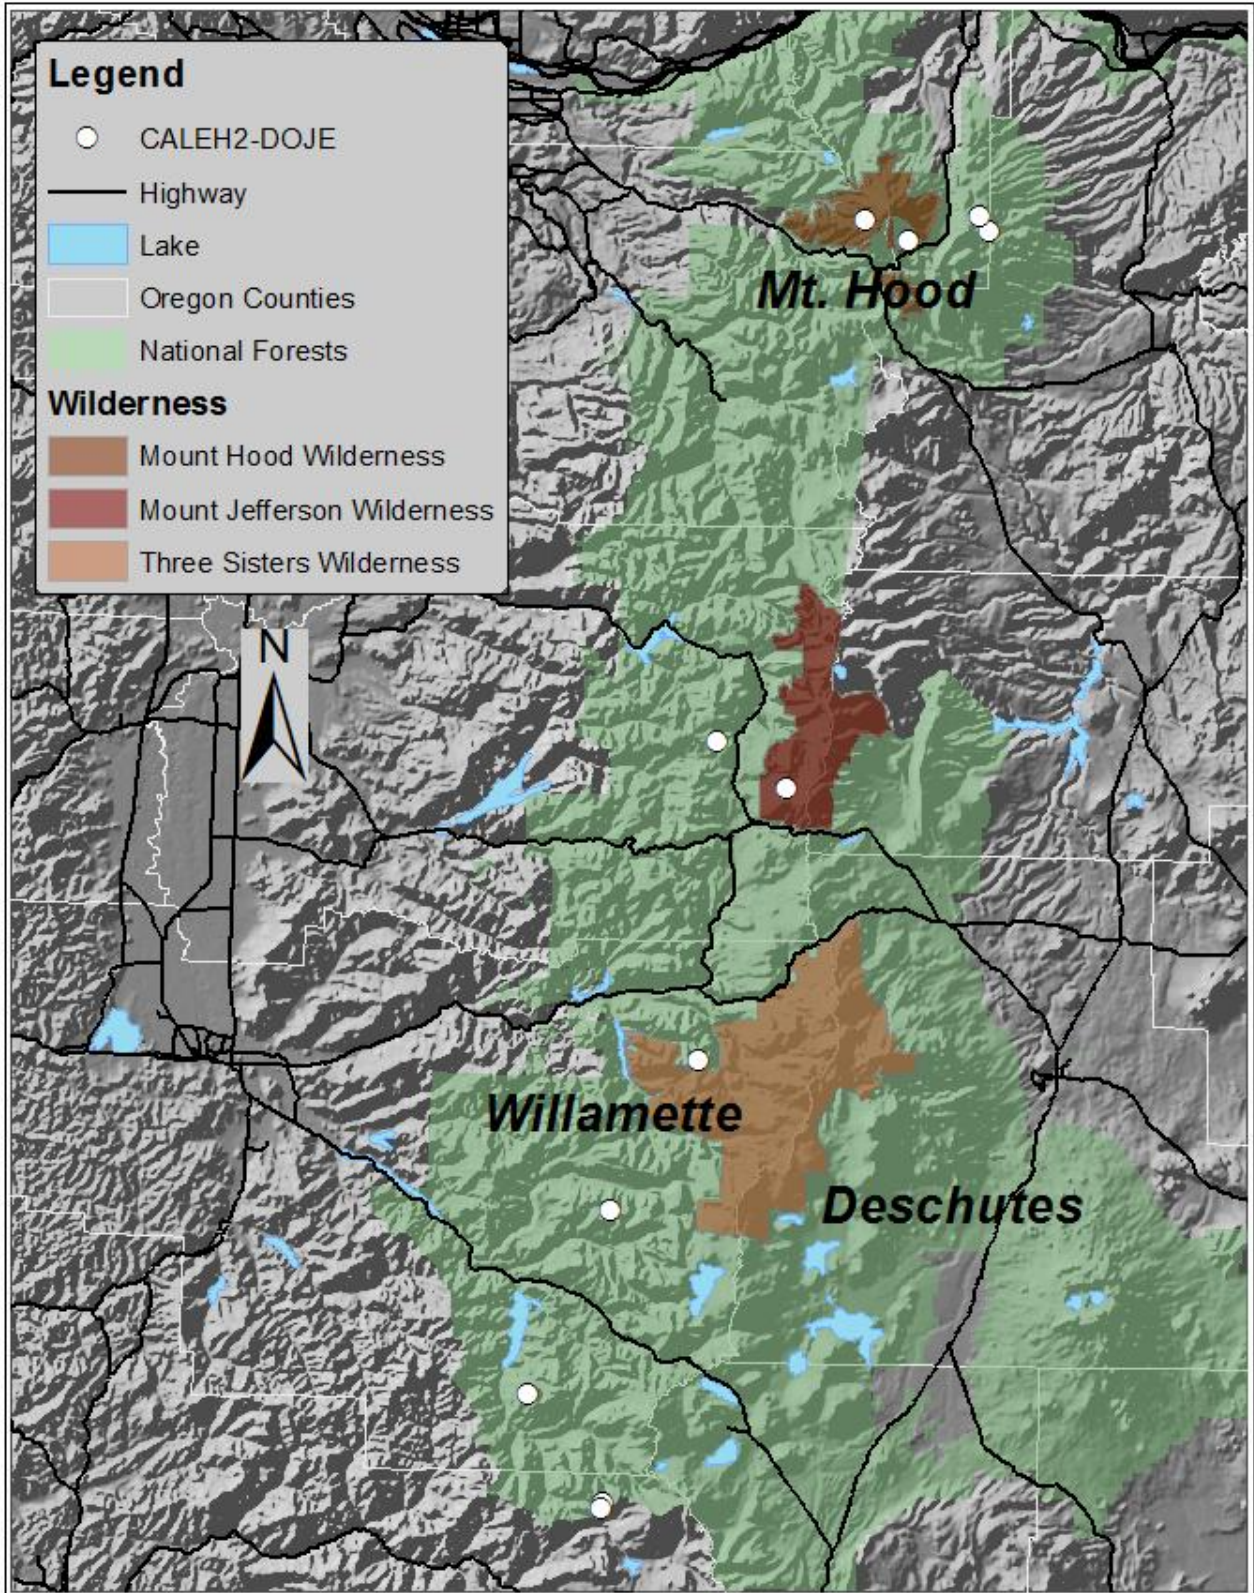 Legend
CALEH2-DOJE
Highway
Lake
Oregon Counties
National Forests
Wilderness
Mount Hood Wilderness
Mount Jefferson Wilderness
Three Sisters Wilderness
N
Mt. Hood
Willamette
Deschutes